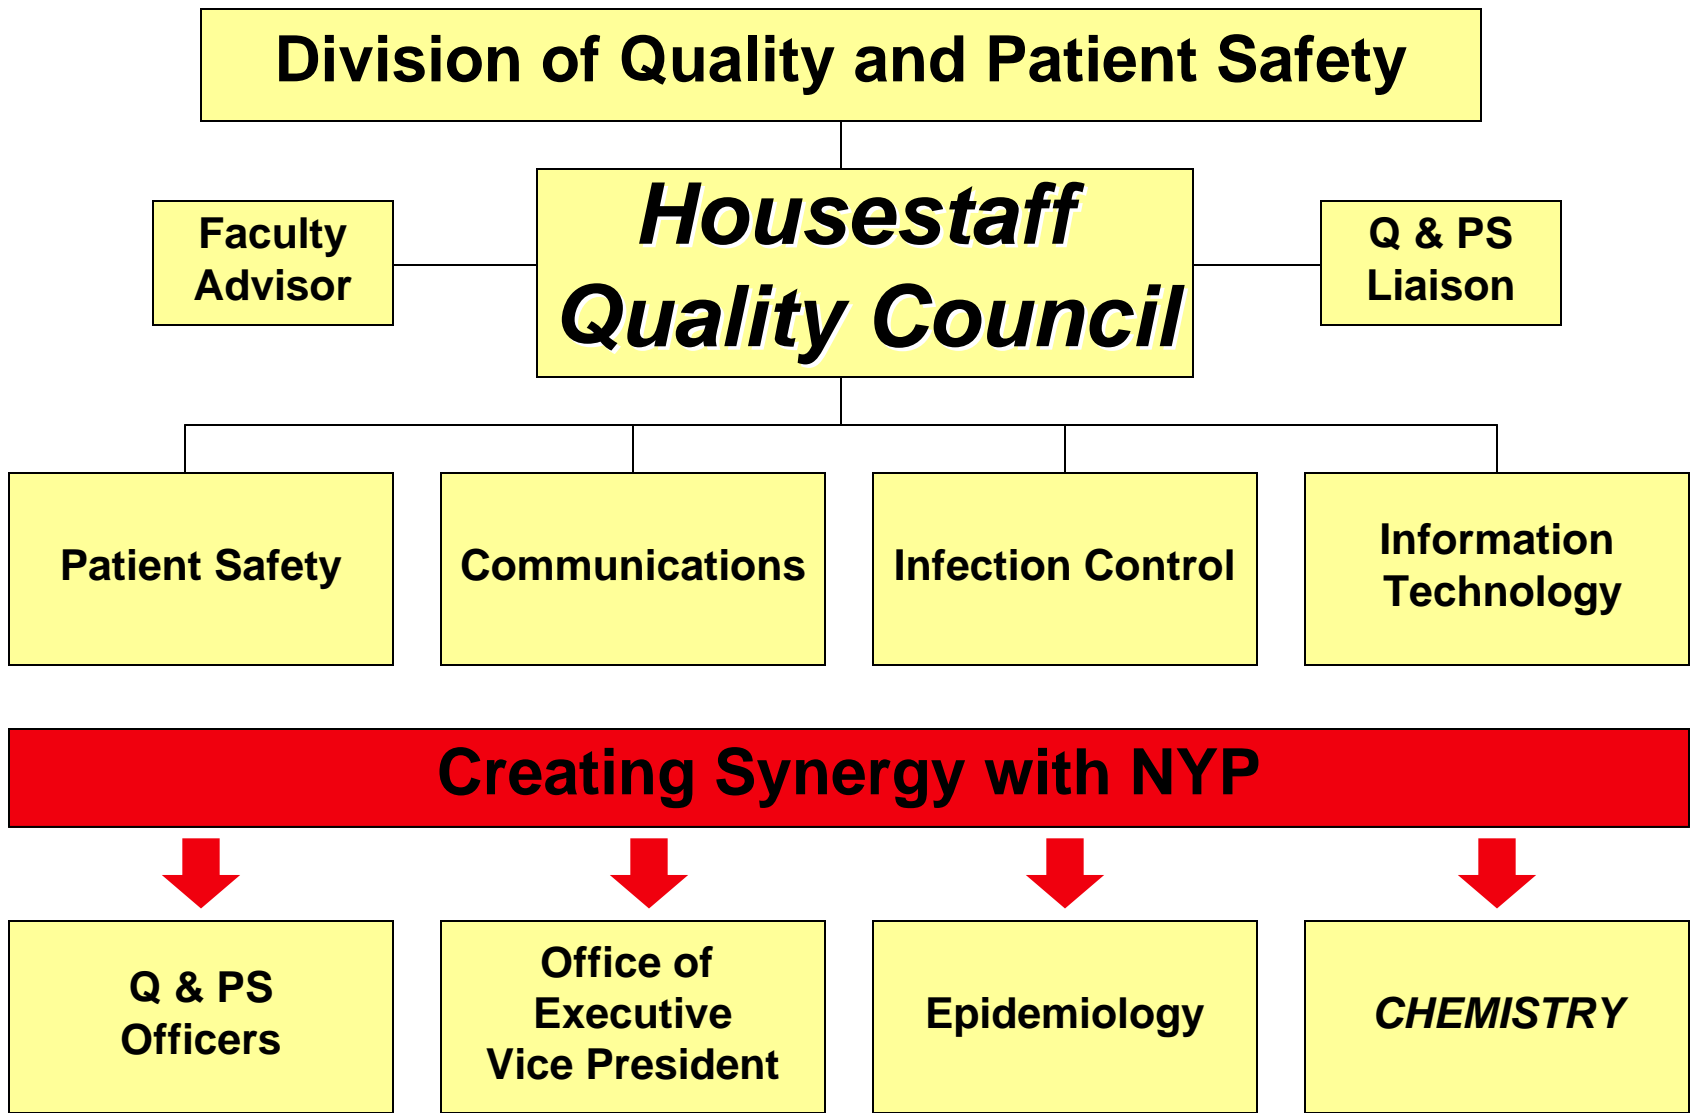 Division of Quality and Patient Safety
Faculty
Advisor
Housestaff
Quality Council
Q & PS
Liaison
Patient Safety
Communications
Infection Control
Information
Technology
Creating Synergy with NYP
Q & PS
Officers
Office of
Executive
Vice President
Epidemiology
CHEMISTRY